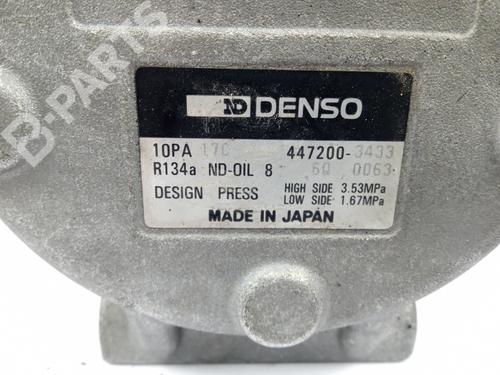 B-PARTS
ND DENSO
10PA 17C 447200-3433
R134a ND-OIL 8 60 0063
DESIGN PRESS HIGH SIDE 3.53MPa
LOW SIDE 1.67MPa
MADE IN JAPAN